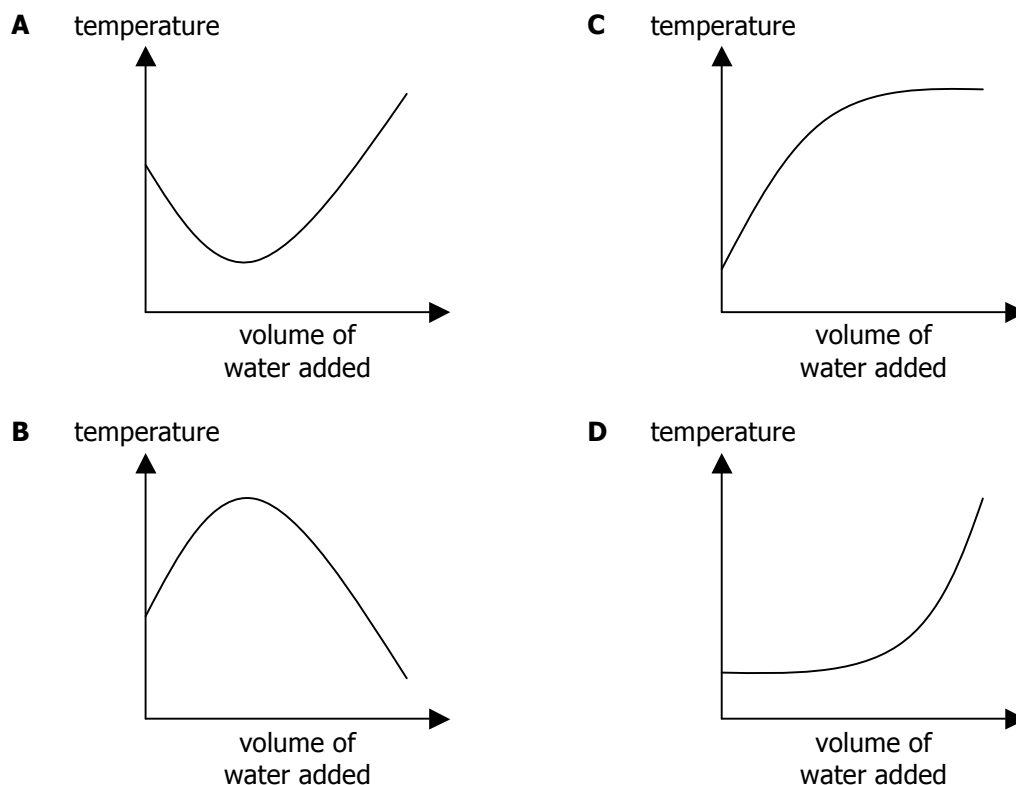 A temperature
volume of
water added
C temperature
volume of
water added
B temperature
volume of
water added
D temperature
volume of
water added